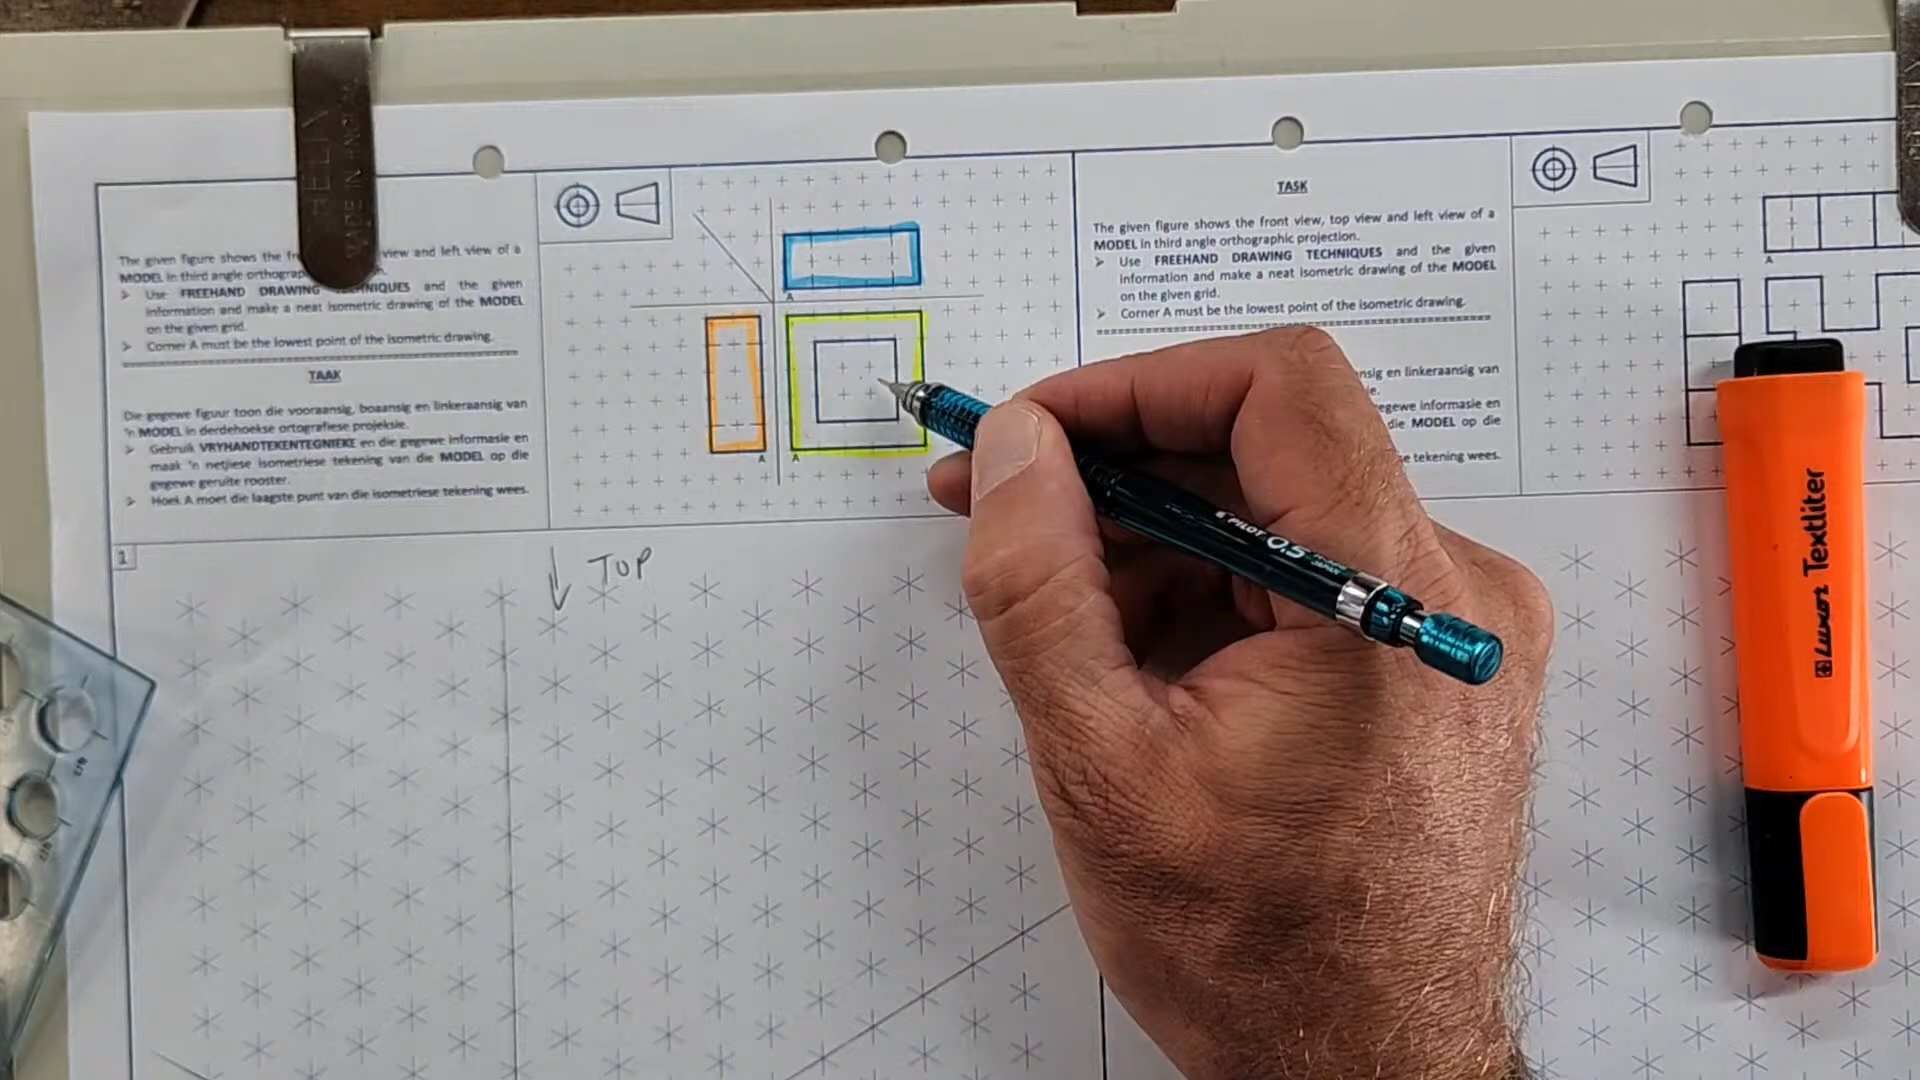 The given figure shows the view and left view of a
MODEL in third angle
Use FREEHAND DRAWING and the given
information and make a neat isometric drawing of the MODEL
on the given grid.
Corner A must be the lowest point of the isometric drawing.
TAAK
Die gegewe figuur toon die vooraansig, boaansig en linkeraansig van
'n MODEL in derdehoekse ortografiese projeksie.
Gebruik VRYHANDTEKENTEGNIEKE en die gegewe informasie en
maak 'n netjiese isometriese tekening van die MODEL op die
gegewe geruite rooster.
Hoek A moet die laagste punt van die isometriese tekening wees.
A
A
A
TASK
The given figure shows the front view, top view and left view of a
MODEL in third angle orthographic projection.
Use FREEHAND DRAWING TECHNIQUES and the given
information and make a neat isometric drawing of the MODEL
on the given grid.
Corner A must be the lowest point of the isometric drawing.
en linkeraansig van
informasie en
die MODEL op die
tekening wees.
A
1
TOP
PILOT 0.5
JAPAN
Luxor Textliter
HELIX